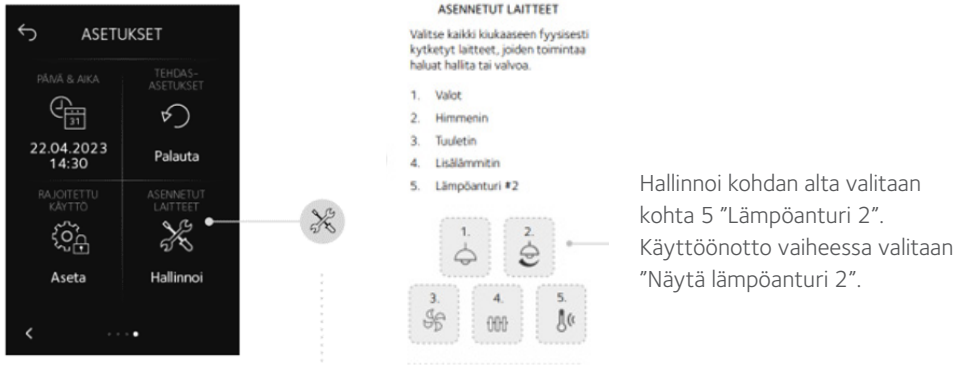 ASETUKSET
PÄIVÄ & AIKA
31
22.04.2023
14:30
TEHDAS-
ASETUKSET
Palauta
RAJOITETTU
KÄYTTÖ
Aseta
ASENNETUT
LAITTEET
Hallinnoi
ASENNETUT LAITTEET
Valitse kaikki kiukaaseen fyysisesti
kytketyt laitteet, joiden toimintaa
haluat hallita tai valvoa.
1. Valot
2. Himmenin
3. Tuuletin
4. Lisälämmitin
5. Lämpöanturi #2
1.
2.
3.
4.
5.
Hallinnoi kohdan alta valitaan
kohta 5 ”Lämpöanturi 2”.
Käyttöönotto vaiheessa valitaan
”Näytä lämpöanturi 2”.